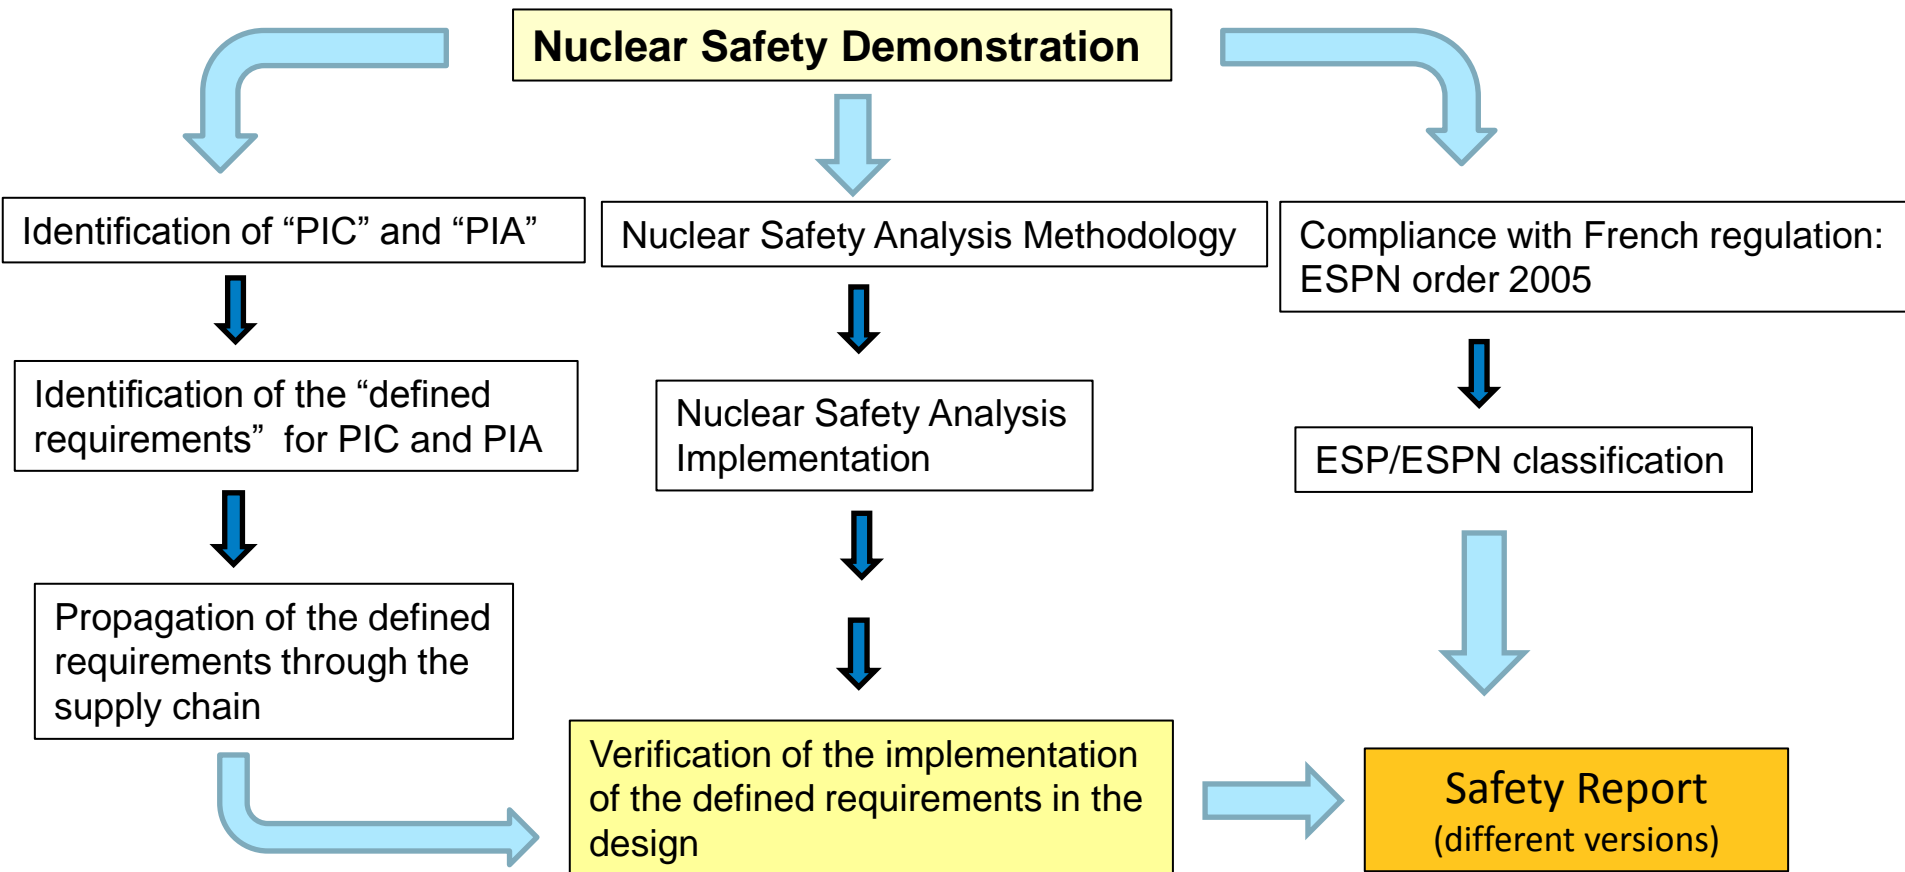 Nuclear Safety Demonstration
Identification of “PIC” and “PIA”
Nuclear Safety Analysis Methodology
Compliance with French regulation:
ESPN order 2005
Identification of the “defined
requirements”  for PIC and PIA
Nuclear Safety Analysis
Implementation
ESP/ESPN classification
Propagation of the defined
requirements through the
supply chain
Verification of the implementation
of the defined requirements in the
design
Safety Report
(different versions)